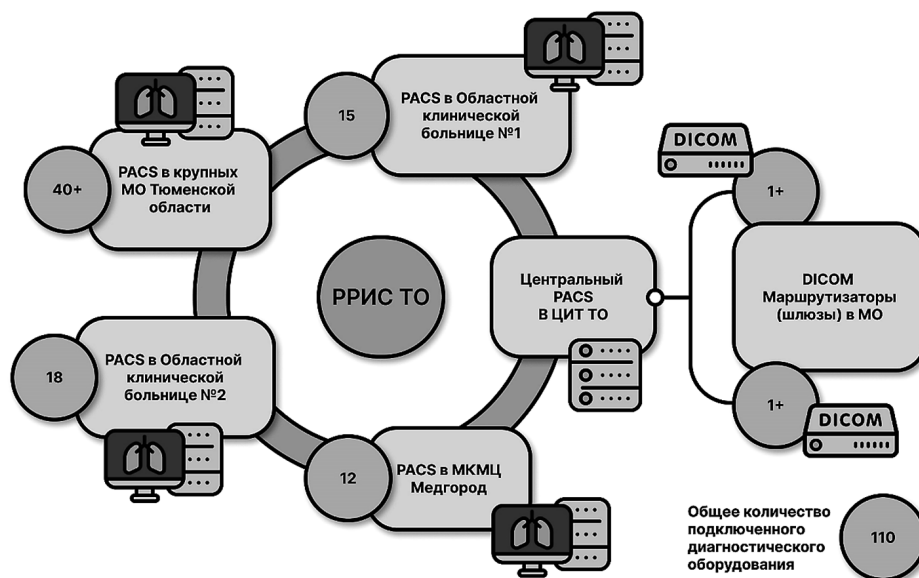 15
PACS в Областной
клинической
больнице №1
40+
PACS в крупных
МО Тюменской
области
DICOM
1+
РРИС ТО
Центральный
PACS
В ЦИТ ТО
DICOM
Маршрутизаторы
(шлюзы) в МО
18
PACS в Областной
клинической
больнице №2
1+
DICOM
12
PACS в МКМЦ
Медгород
Общее количество
подключенного
диагностического
оборудования
110